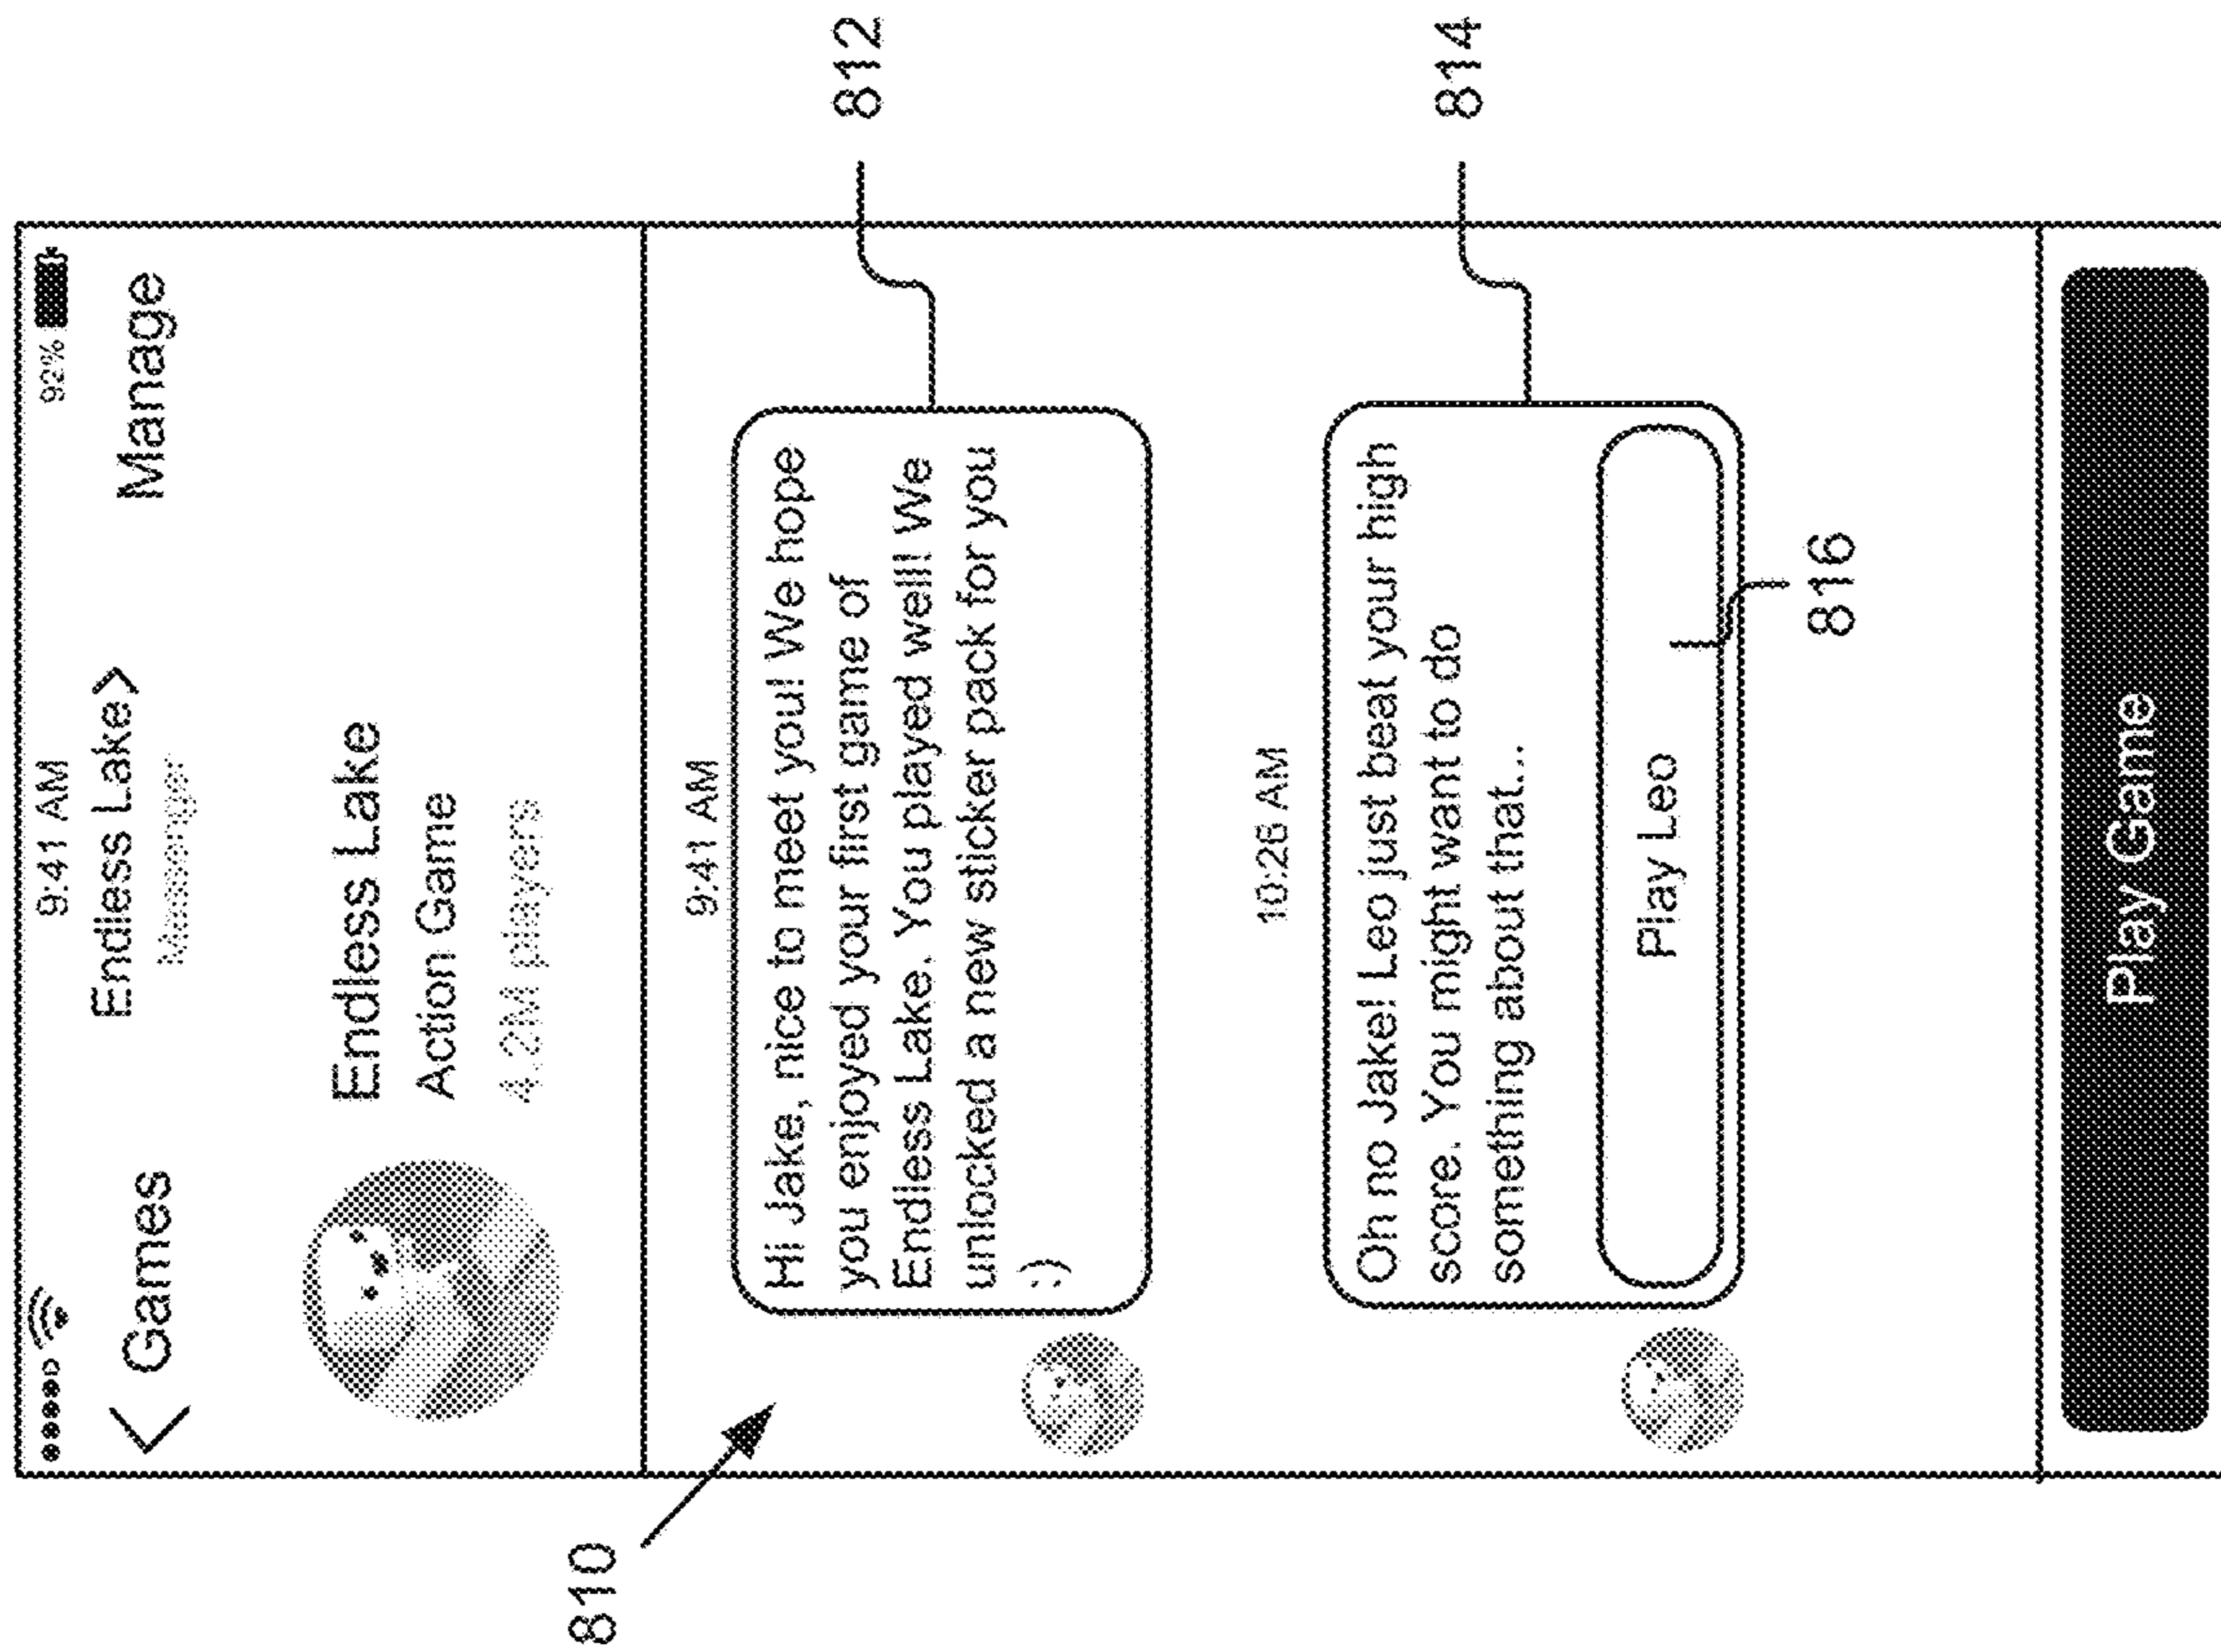 9:41 AM
92%
Games
Endless Lake
Manage
Messenger
Endless Lake
Action Game
4.2M players
810
9:41 AM
Hi Jake, nice to meet you! We hope
you enjoyed your first game of
Endless Lake. You played well! We
unlocked a new sticker pack for you
:)
812
10:26 AM
Oh no Jake! Leo just beat your high
score. You might want to do
something about that...
Play Leo
814
816
Play Game